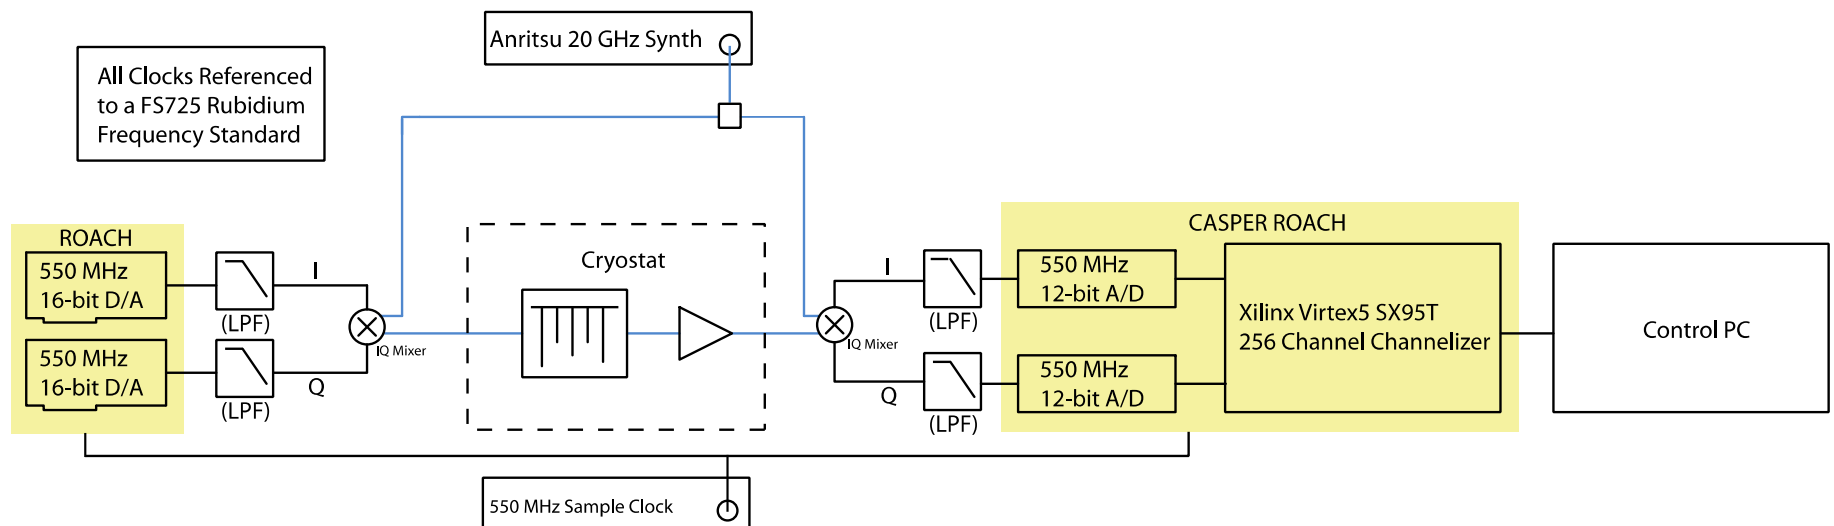 Anritsu 20 GHz Synth
All Clocks Referenced
to a FS725 Rubidium
Frequency Standard
ROACH
550 MHz
16-bit D/A
550 MHz
16-bit D/A
(LPF)
(LPF)
I
Q
IQ Mixer
Cryostat
IQ Mixer
I
Q
(LPF)
(LPF)
CASPER ROACH
550 MHz
12-bit A/D
550 MHz
12-bit A/D
Xilinx Virtex5 SX95T
256 Channel Channelizer
Control PC
550 MHz Sample Clock